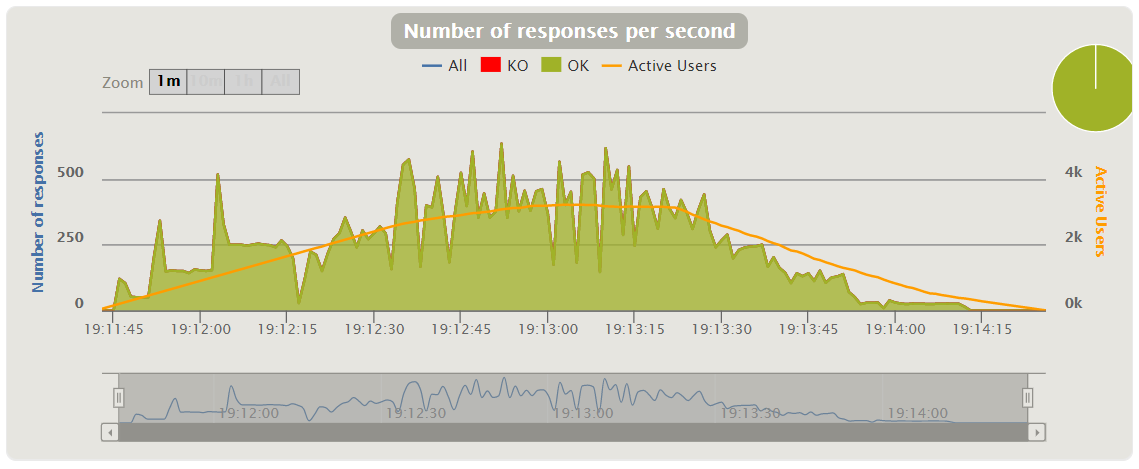 Number of responses per second
All KO OK Active Users
Zoom 1m 10m 1h All
Number of responses
500
250
0
4k
2k
0k
Active Users
19:11:45 19:12:00 19:12:15 19:12:30 19:12:45 19:13:00 19:13:15 19:13:30 19:13:45 19:14:00 19:14:15
19:12:00 19:12:30 19:13:00 19:13:30 19:14:00